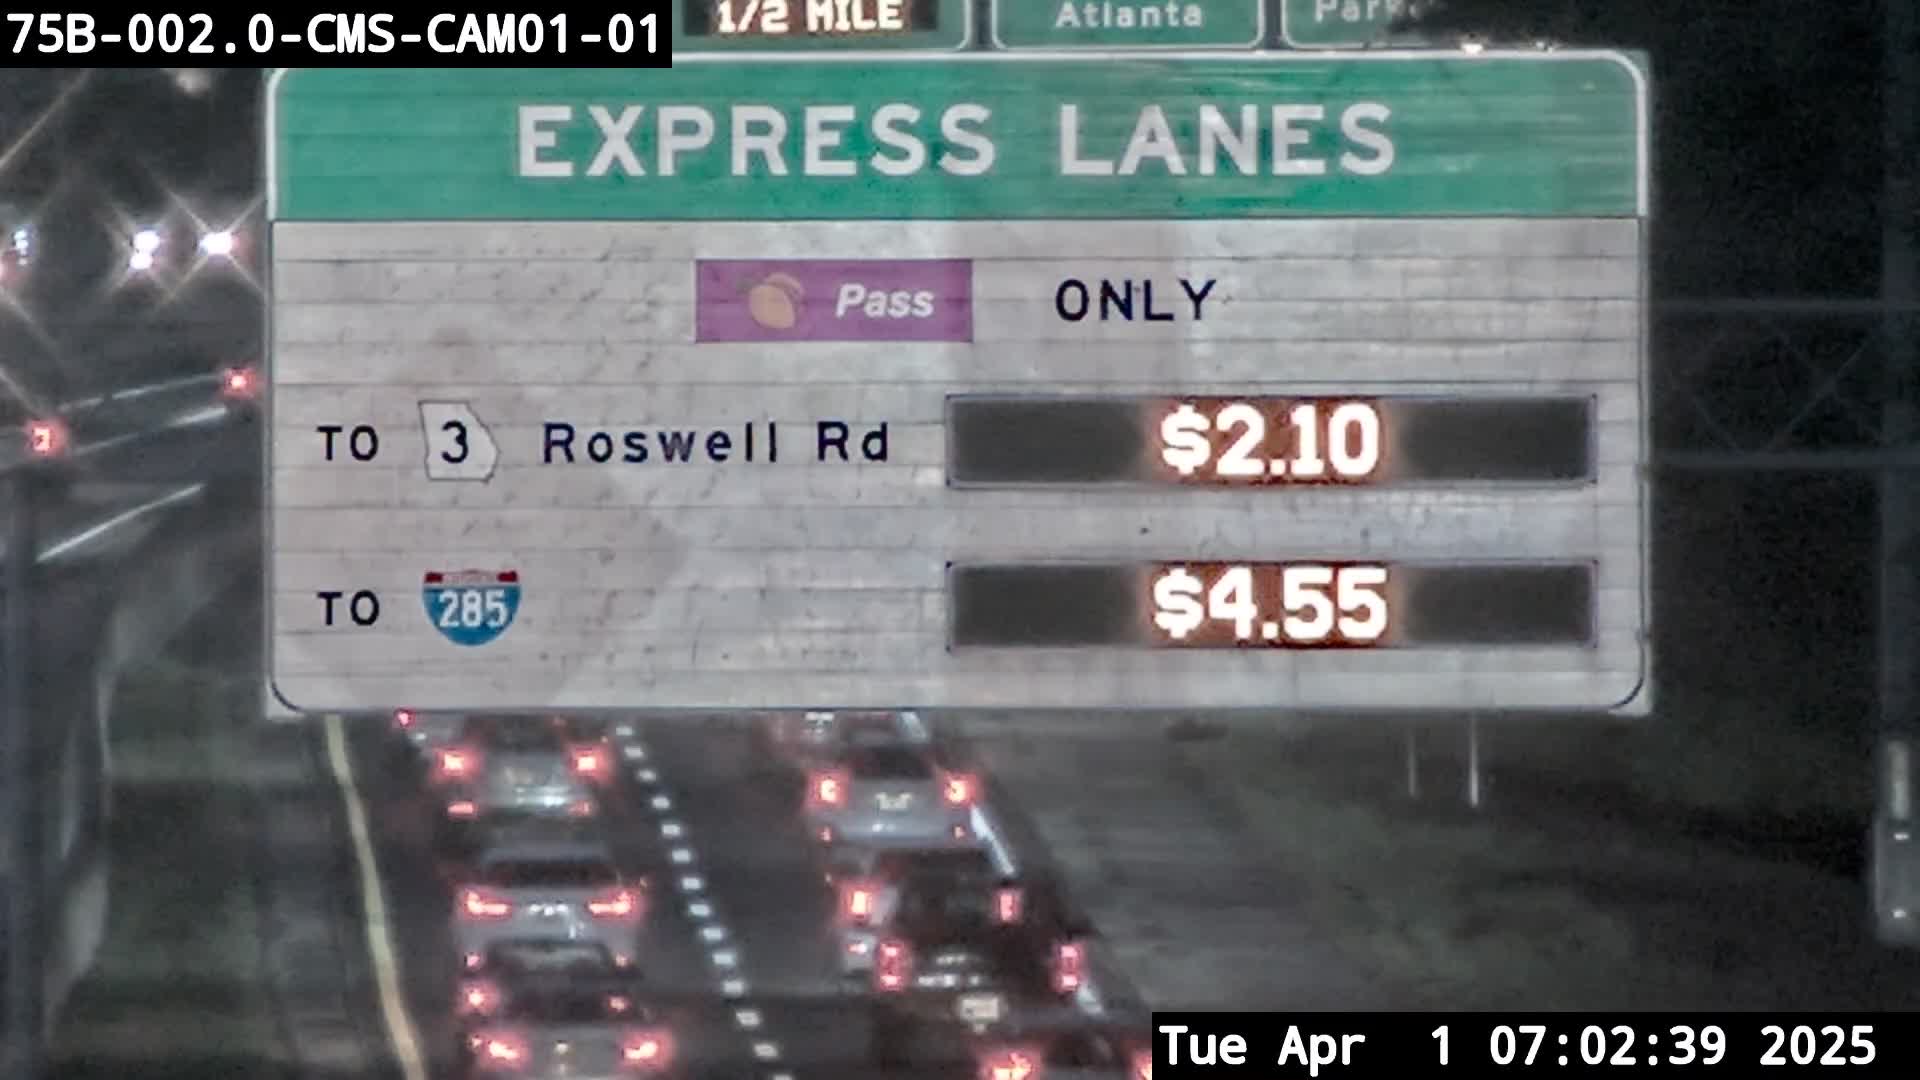 75B-002.0-CMS-CAM01-01
1/2 MILE
Atlanta
EXPRESS LANES
Pass ONLY
TO 3 Roswell Rd $2.10
TO 285 $4.55
Tue Apr 1 07:02:39 2025